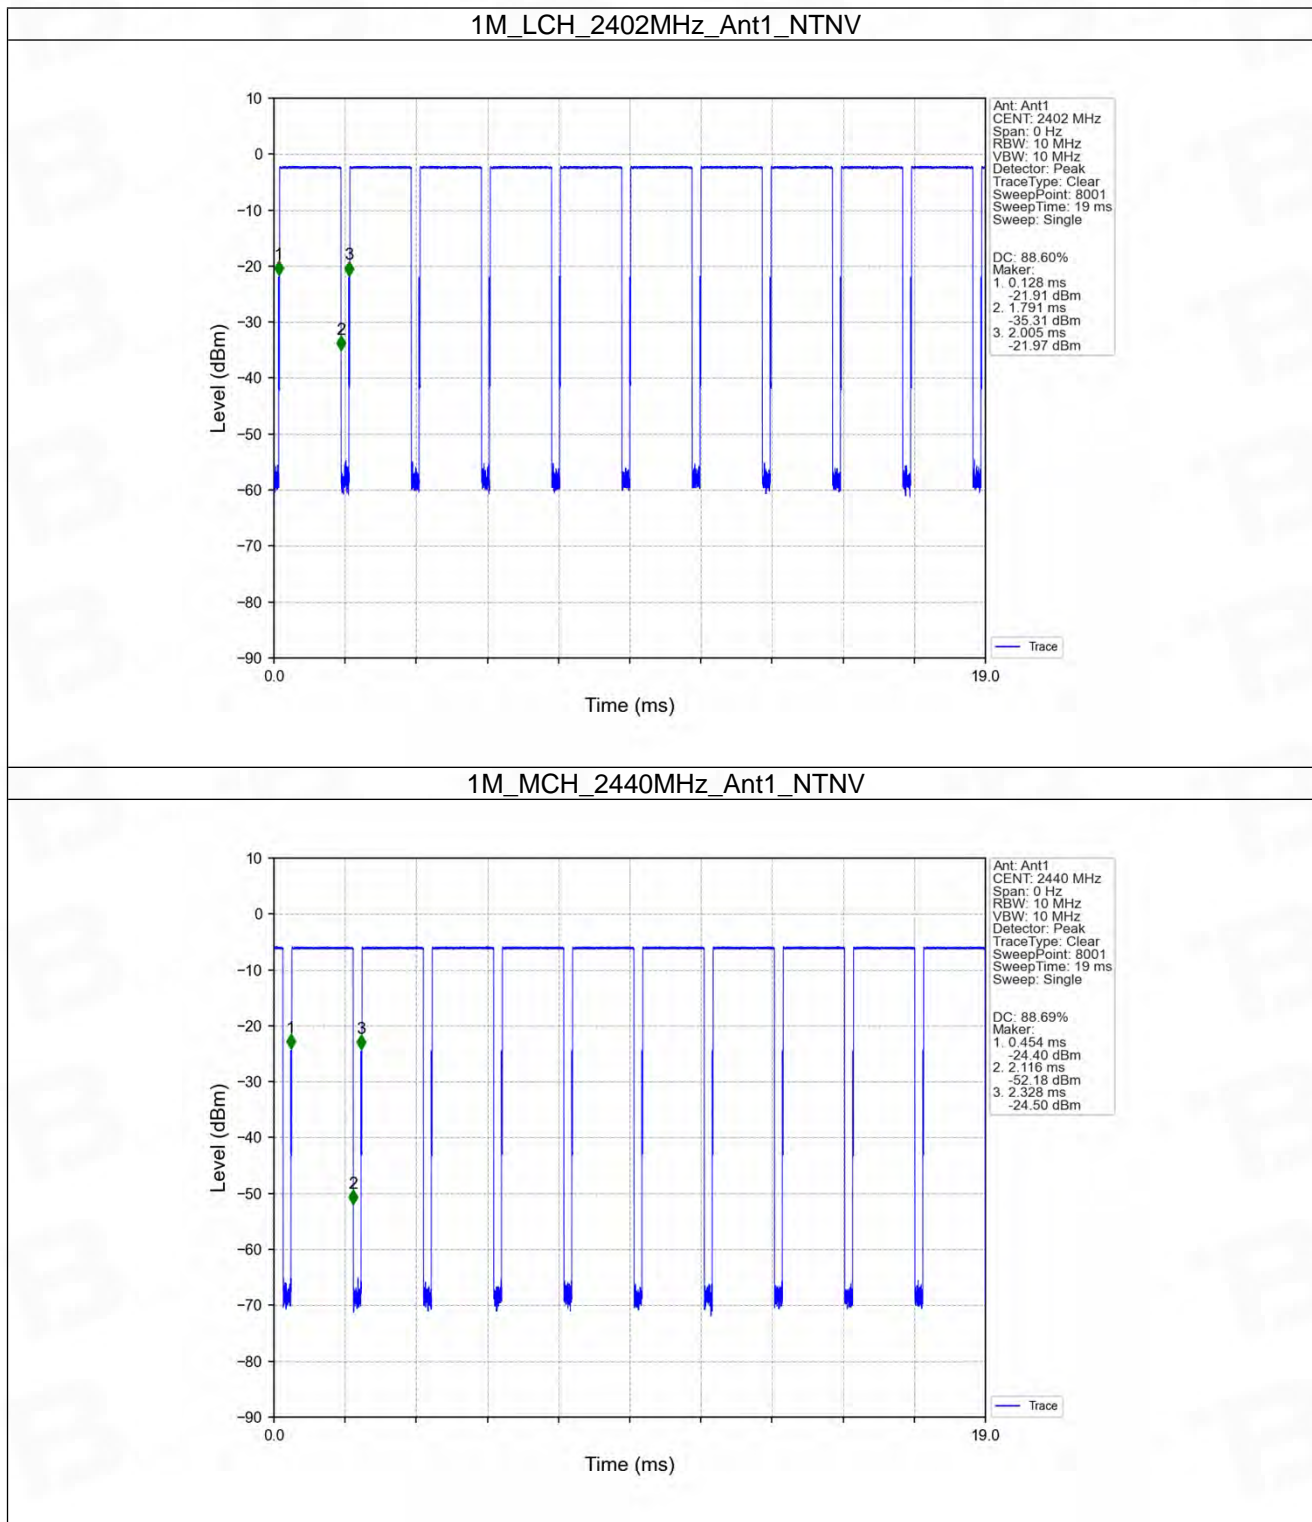 1M_LCH_2402MHz_Ant1_NTNV
10
0
−10
−20
−30
−40
−50
−60
−70
−80
−90
Level (dBm)
1
2
3
0.0
19.0
Time (ms)
Ant: Ant1
CENT: 2402 MHz
Span: 0 Hz
RBW: 10 MHz
VBW: 10 MHz
Detector: Peak
TraceType: Clear
SweepPoint: 8001
SweepTime: 19 ms
Sweep: Single
DC: 88.60%
Maker:
1. 0.128 ms
-21.91 dBm
2. 1.791 ms
-35.31 dBm
3. 2.005 ms
-21.97 dBm
Trace
1M_MCH_2440MHz_Ant1_NTNV
10
0
−10
−20
−30
−40
−50
−60
−70
−80
−90
Level (dBm)
1
2
3
0.0
19.0
Time (ms)
Ant: Ant1
CENT: 2440 MHz
Span: 0 Hz
RBW: 10 MHz
VBW: 10 MHz
Detector: Peak
TraceType: Clear
SweepPoint: 8001
SweepTime: 19 ms
Sweep: Single
DC: 88.69%
Maker:
1. 0.454 ms
-24.40 dBm
2. 2.116 ms
-52.18 dBm
3. 2.328 ms
-24.50 dBm
Trace